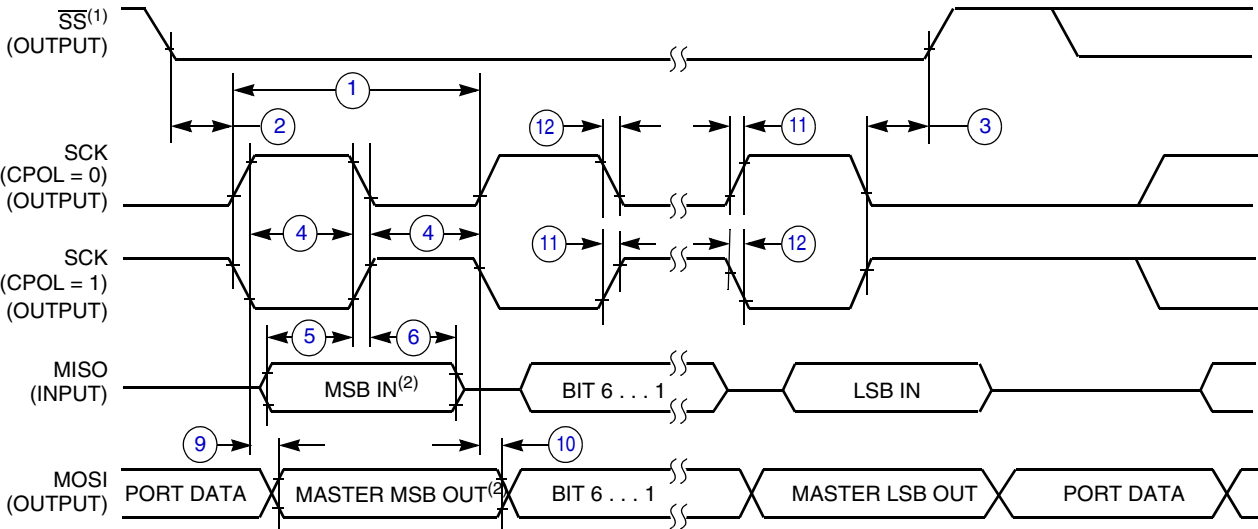 SS(1)
(OUTPUT)
1
2
12
11
3
SCK
(CPOL = 0)
(OUTPUT)
4
4
11
12
SCK
(CPOL = 1)
(OUTPUT)
5
6
MISO
(INPUT)
MSB IN(2)
BIT 6 . . . 1
LSB IN
9
10
MOSI
(OUTPUT)
PORT DATA
MASTER MSB OUT(2
BIT 6 . . . 1
MASTER LSB OUT
PORT DATA